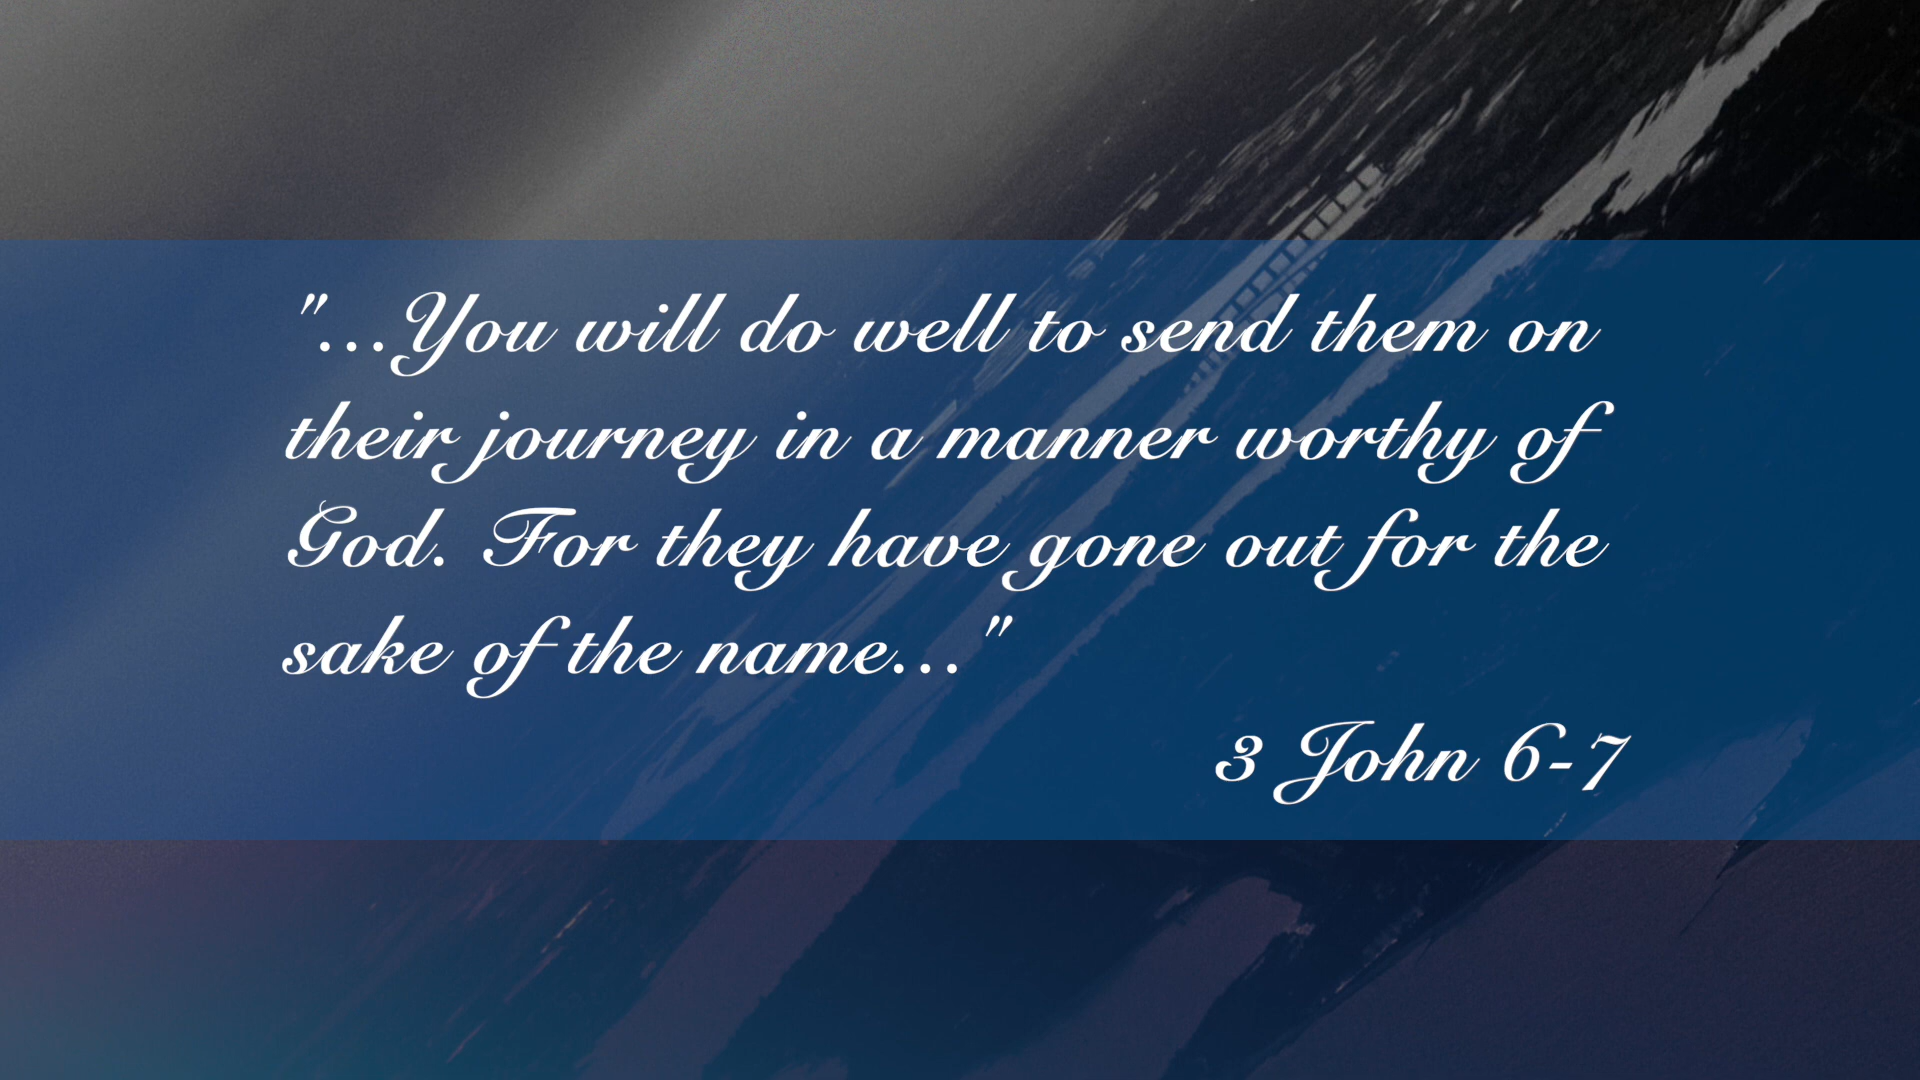 "...You will do well to send them on
their journey in a manner worthy of
God. For they have gone out for the
sake of the name..."
3 John 6-7